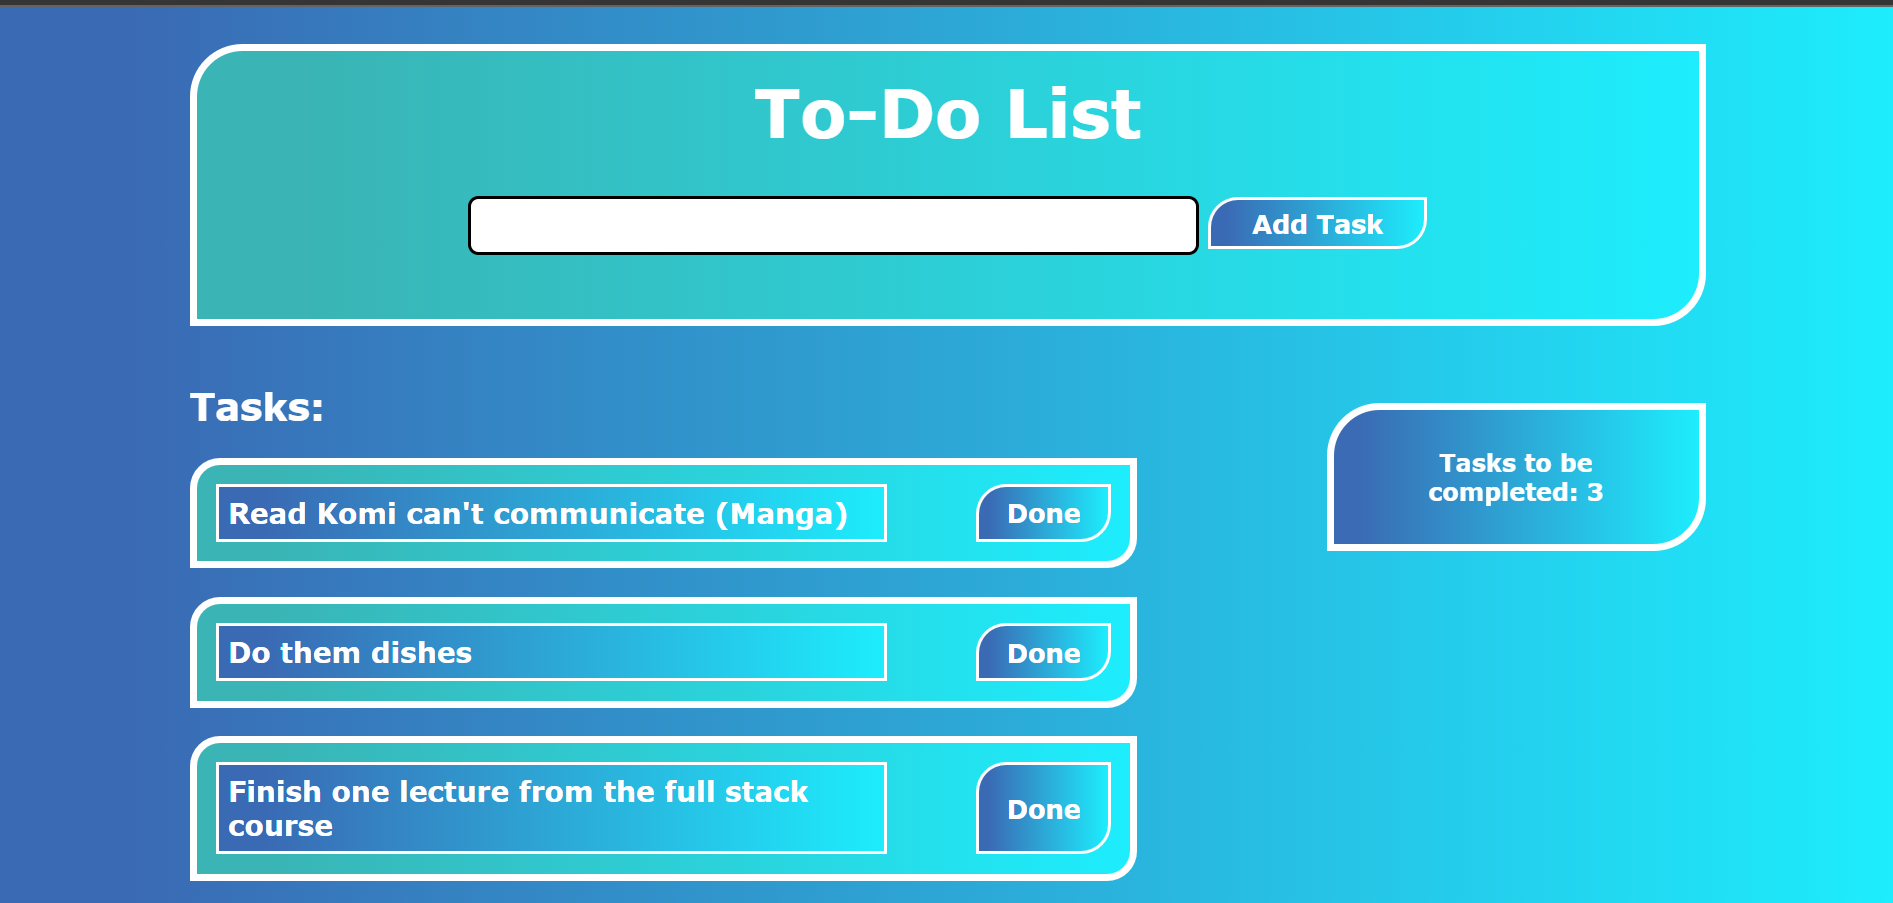 To-Do List
Add Task
Tasks:
Read Komi can't communicate (Manga)
Done
Tasks to be
completed: 3
Do them dishes
Done
Finish one lecture from the full stack
course
Done